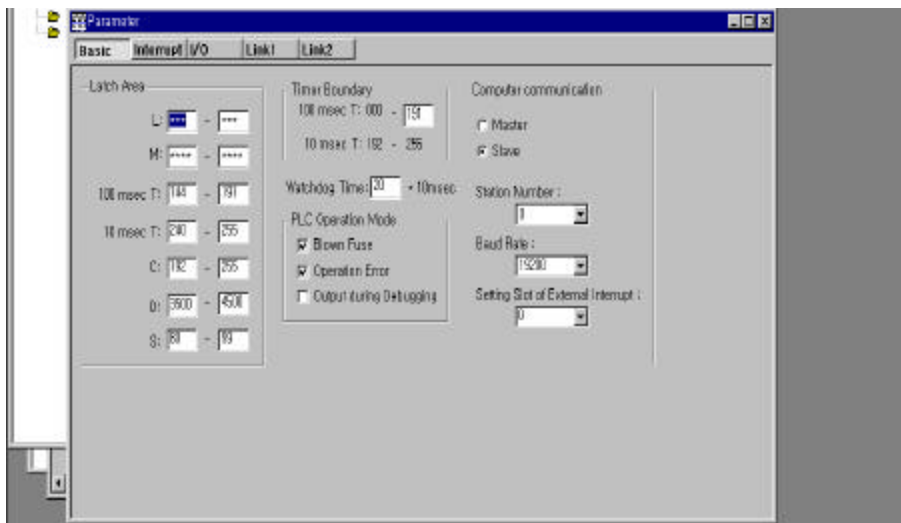 Parameter
Basic Interrupt I/O Link1 Link2
Latch Area
L: *** - ***
M: **** - ****
100 msec T: 144 - 191
10 msec T: 240 - 255
C: 192 - 255
D: 3500 - 4500
S: 80 - 99
Timer Boundary
100 msec T: 000 - 191
10 msec T: 192 - 255
Watchdog Time: 20 * 10msec
PLC Operation Mode
Blown Fuse
Operation Error
Output during Debugging
Computer communication
Master
Slave
Station Number :
Baud Rate :
19200
Setting Slot of External Interrupt :
0